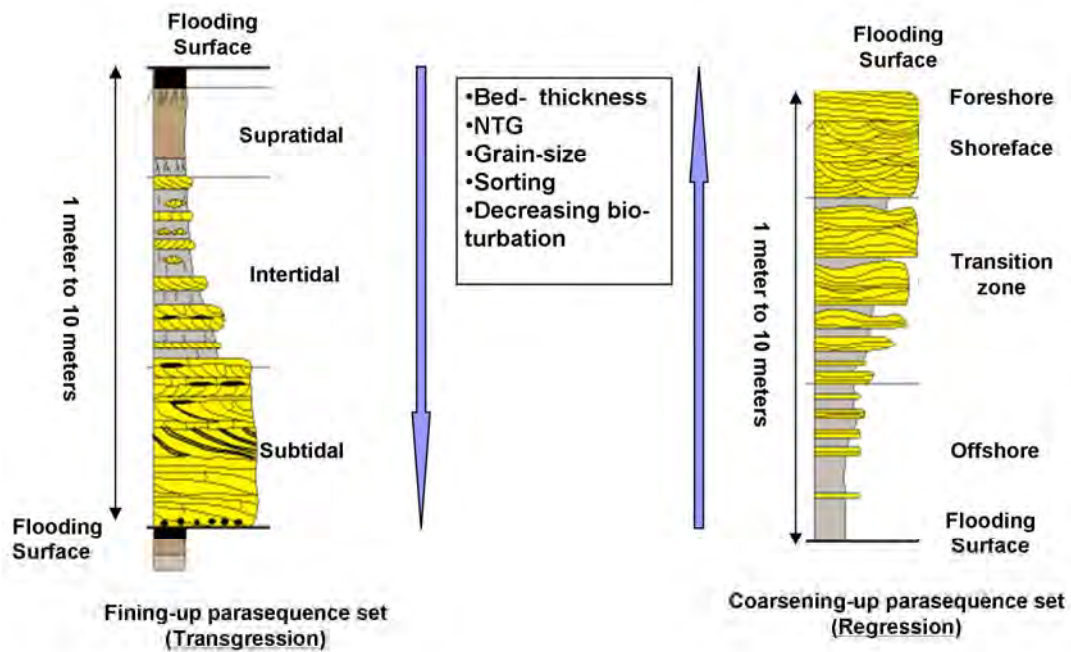 Flooding
Surface
Supratidal
Intertidal
Subtidal
1 meter to 10 meters
Flooding
Surface
Fining-up parasequence set
(Transgression)
•Bed- thickness
•NTG
•Grain-size
•Sorting
•Decreasing bio-
turbation
Flooding
Surface
Foreshore
Shoreface
Transition
zone
Offshore
1 meter to 10 meters
Flooding
Surface
Coarsening-up parasequence set
(Regression)